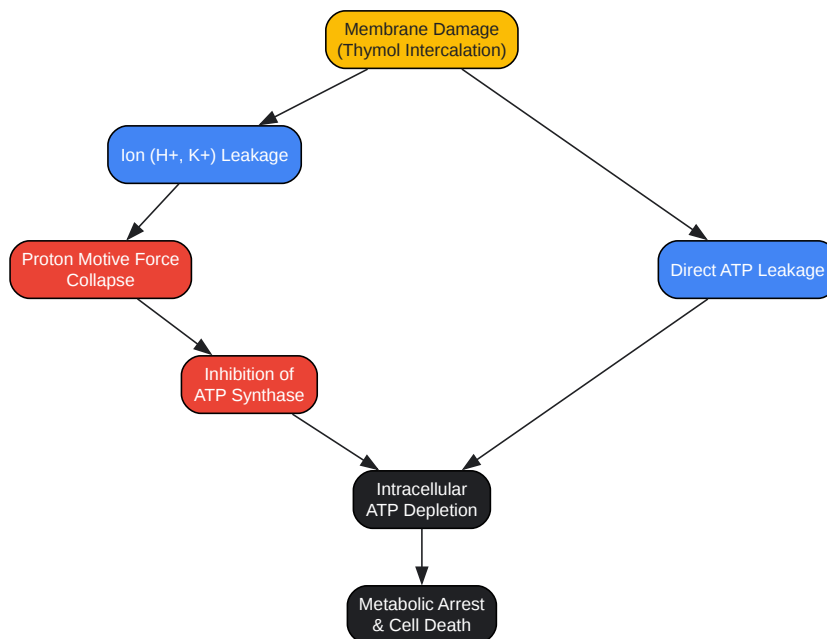 Membrane Damage
(Thymol Intercalation)
Ion (H+, K+) Leakage
Proton Motive Force
Collapse
Direct ATP Leakage
Inhibition of
ATP Synthase
Intracellular
ATP Depletion
Metabolic Arrest
& Cell Death